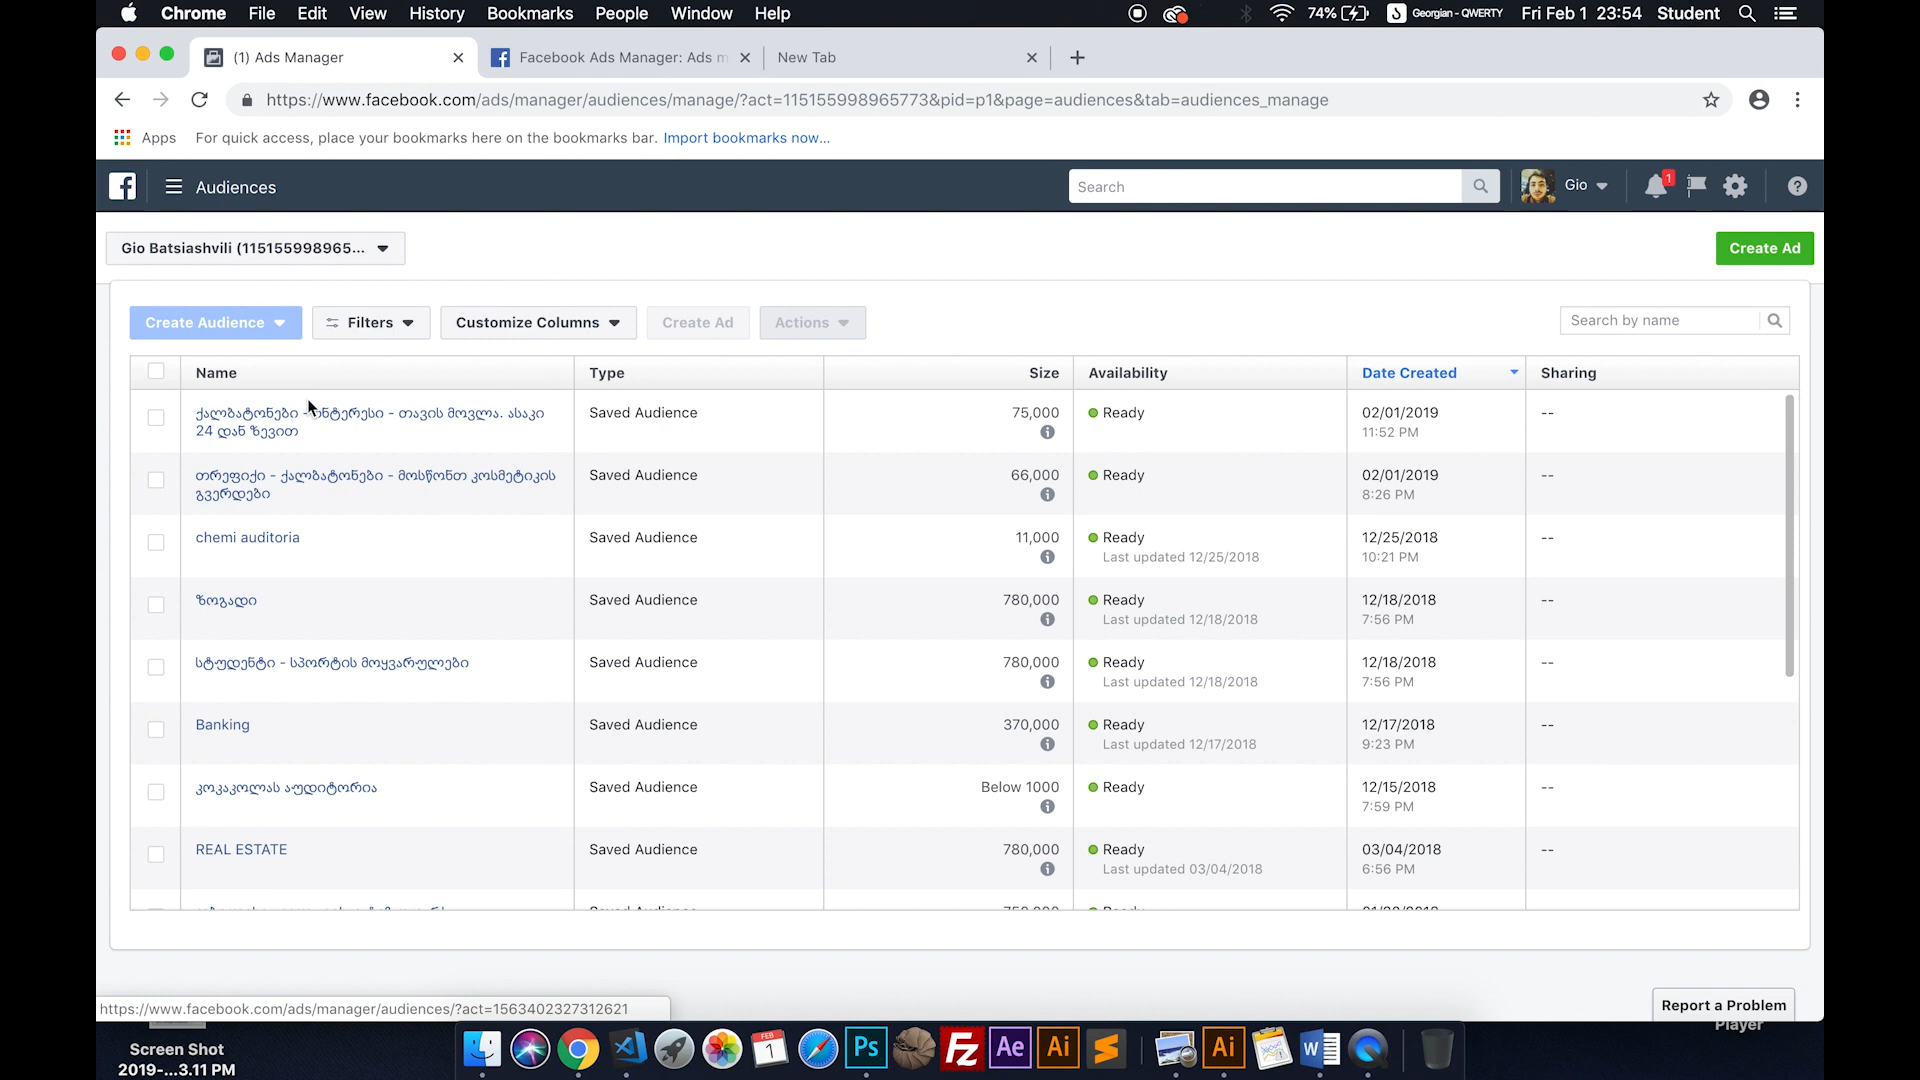 Chrome File Edit View History Bookmarks People Window Help 74% Georgian - QWERTY Fri Feb 1 23:54 Student
(1) Ads Manager Facebook Ads Manager: Ads m New Tab
https://www.facebook.com/ads/manager/audiences/manage/?act=115155998965773&pid=p1&page=audiences&tab=audiences_manage
Apps For quick access, place your bookmarks here on the bookmarks bar. Import bookmarks now...
Audiences Search Gio 1
Gio Batsiashvili (115155998965... Create Ad
Create Audience Filters Customize Columns Create Ad Actions Search by name
Name Type Size Availability Date Created Sharing
ქალბატონები - ინტერესი - თავის მოვლა. ასაკი Saved Audience 75,000 Ready 02/01/2019 --
24 დან ზევით 11:52 PM
თრეფიქი - ქალბატონები - მოსწონთ კოსმეტიკის Saved Audience 66,000 Ready 02/01/2019 --
გვერდები 8:26 PM
chemi auditoria Saved Audience 11,000 Ready 12/25/2018 --
Last updated 12/25/2018 10:21 PM
ზოგადი Saved Audience 780,000 Ready 12/18/2018 --
Last updated 12/18/2018 7:56 PM
სტუდენტი - სპორტის მოყვარულები Saved Audience 780,000 Ready 12/18/2018 --
Last updated 12/18/2018 7:56 PM
Banking Saved Audience 370,000 Ready 12/17/2018 --
Last updated 12/17/2018 9:23 PM
კოკაკოლას აუდიტორია Saved Audience Below 1000 Ready 12/15/2018 --
7:59 PM
REAL ESTATE Saved Audience 780,000 Ready 03/04/2018 --
Last updated 03/04/2018 6:56 PM
https://www.facebook.com/ads/manager/audiences/?act=1563402327312621
Report a Problem
Player
FEB
1 Ps Fz Ae Ai Ai W
Screen Shot
2019-...3.11 PM